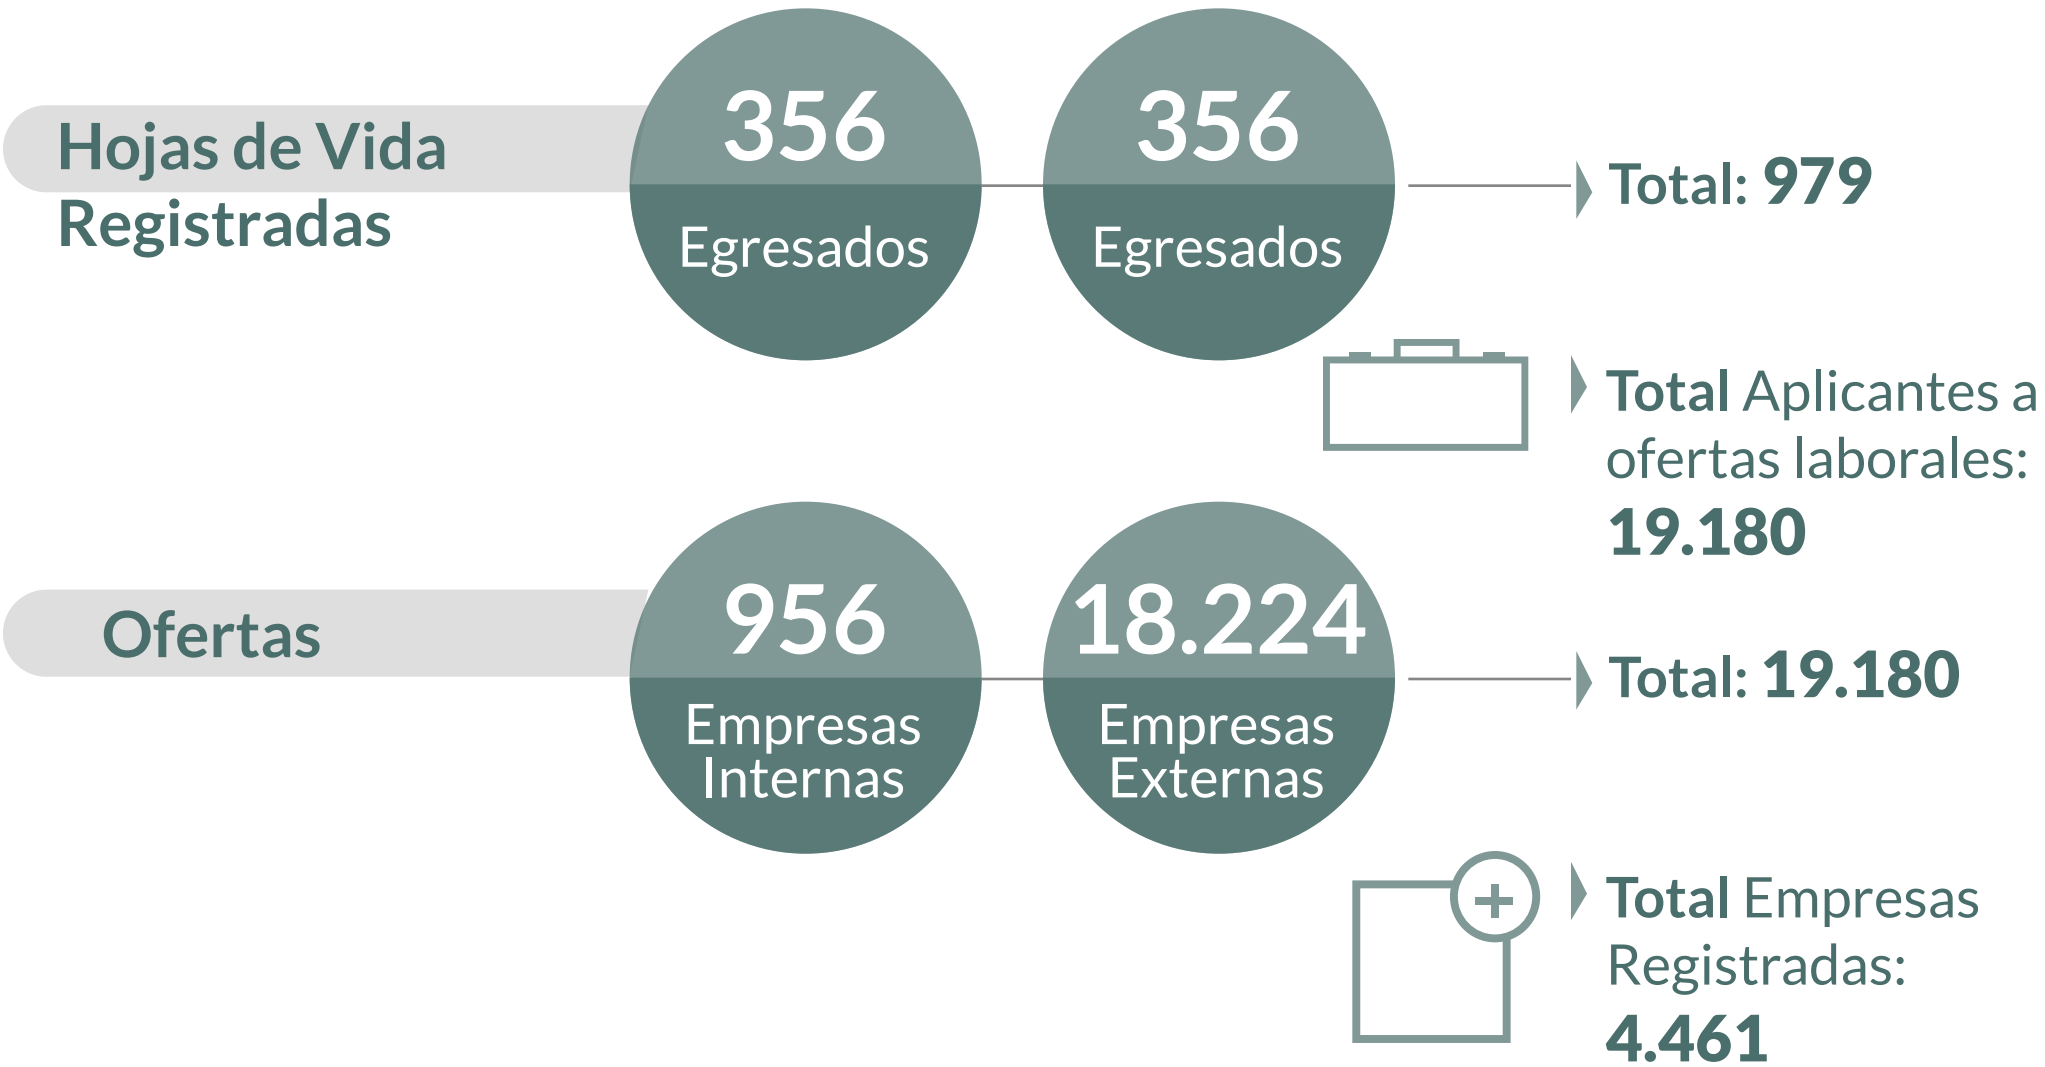 Hojas de Vida
Registradas
356
Egresados
356
Egresados
Total: 979
Total Aplicantes a
ofertas laborales:
19.180
Ofertas
956
Empresas
Internas
18.224
Empresas
Externas
Total: 19.180
Total Empresas
Registradas:
4.461